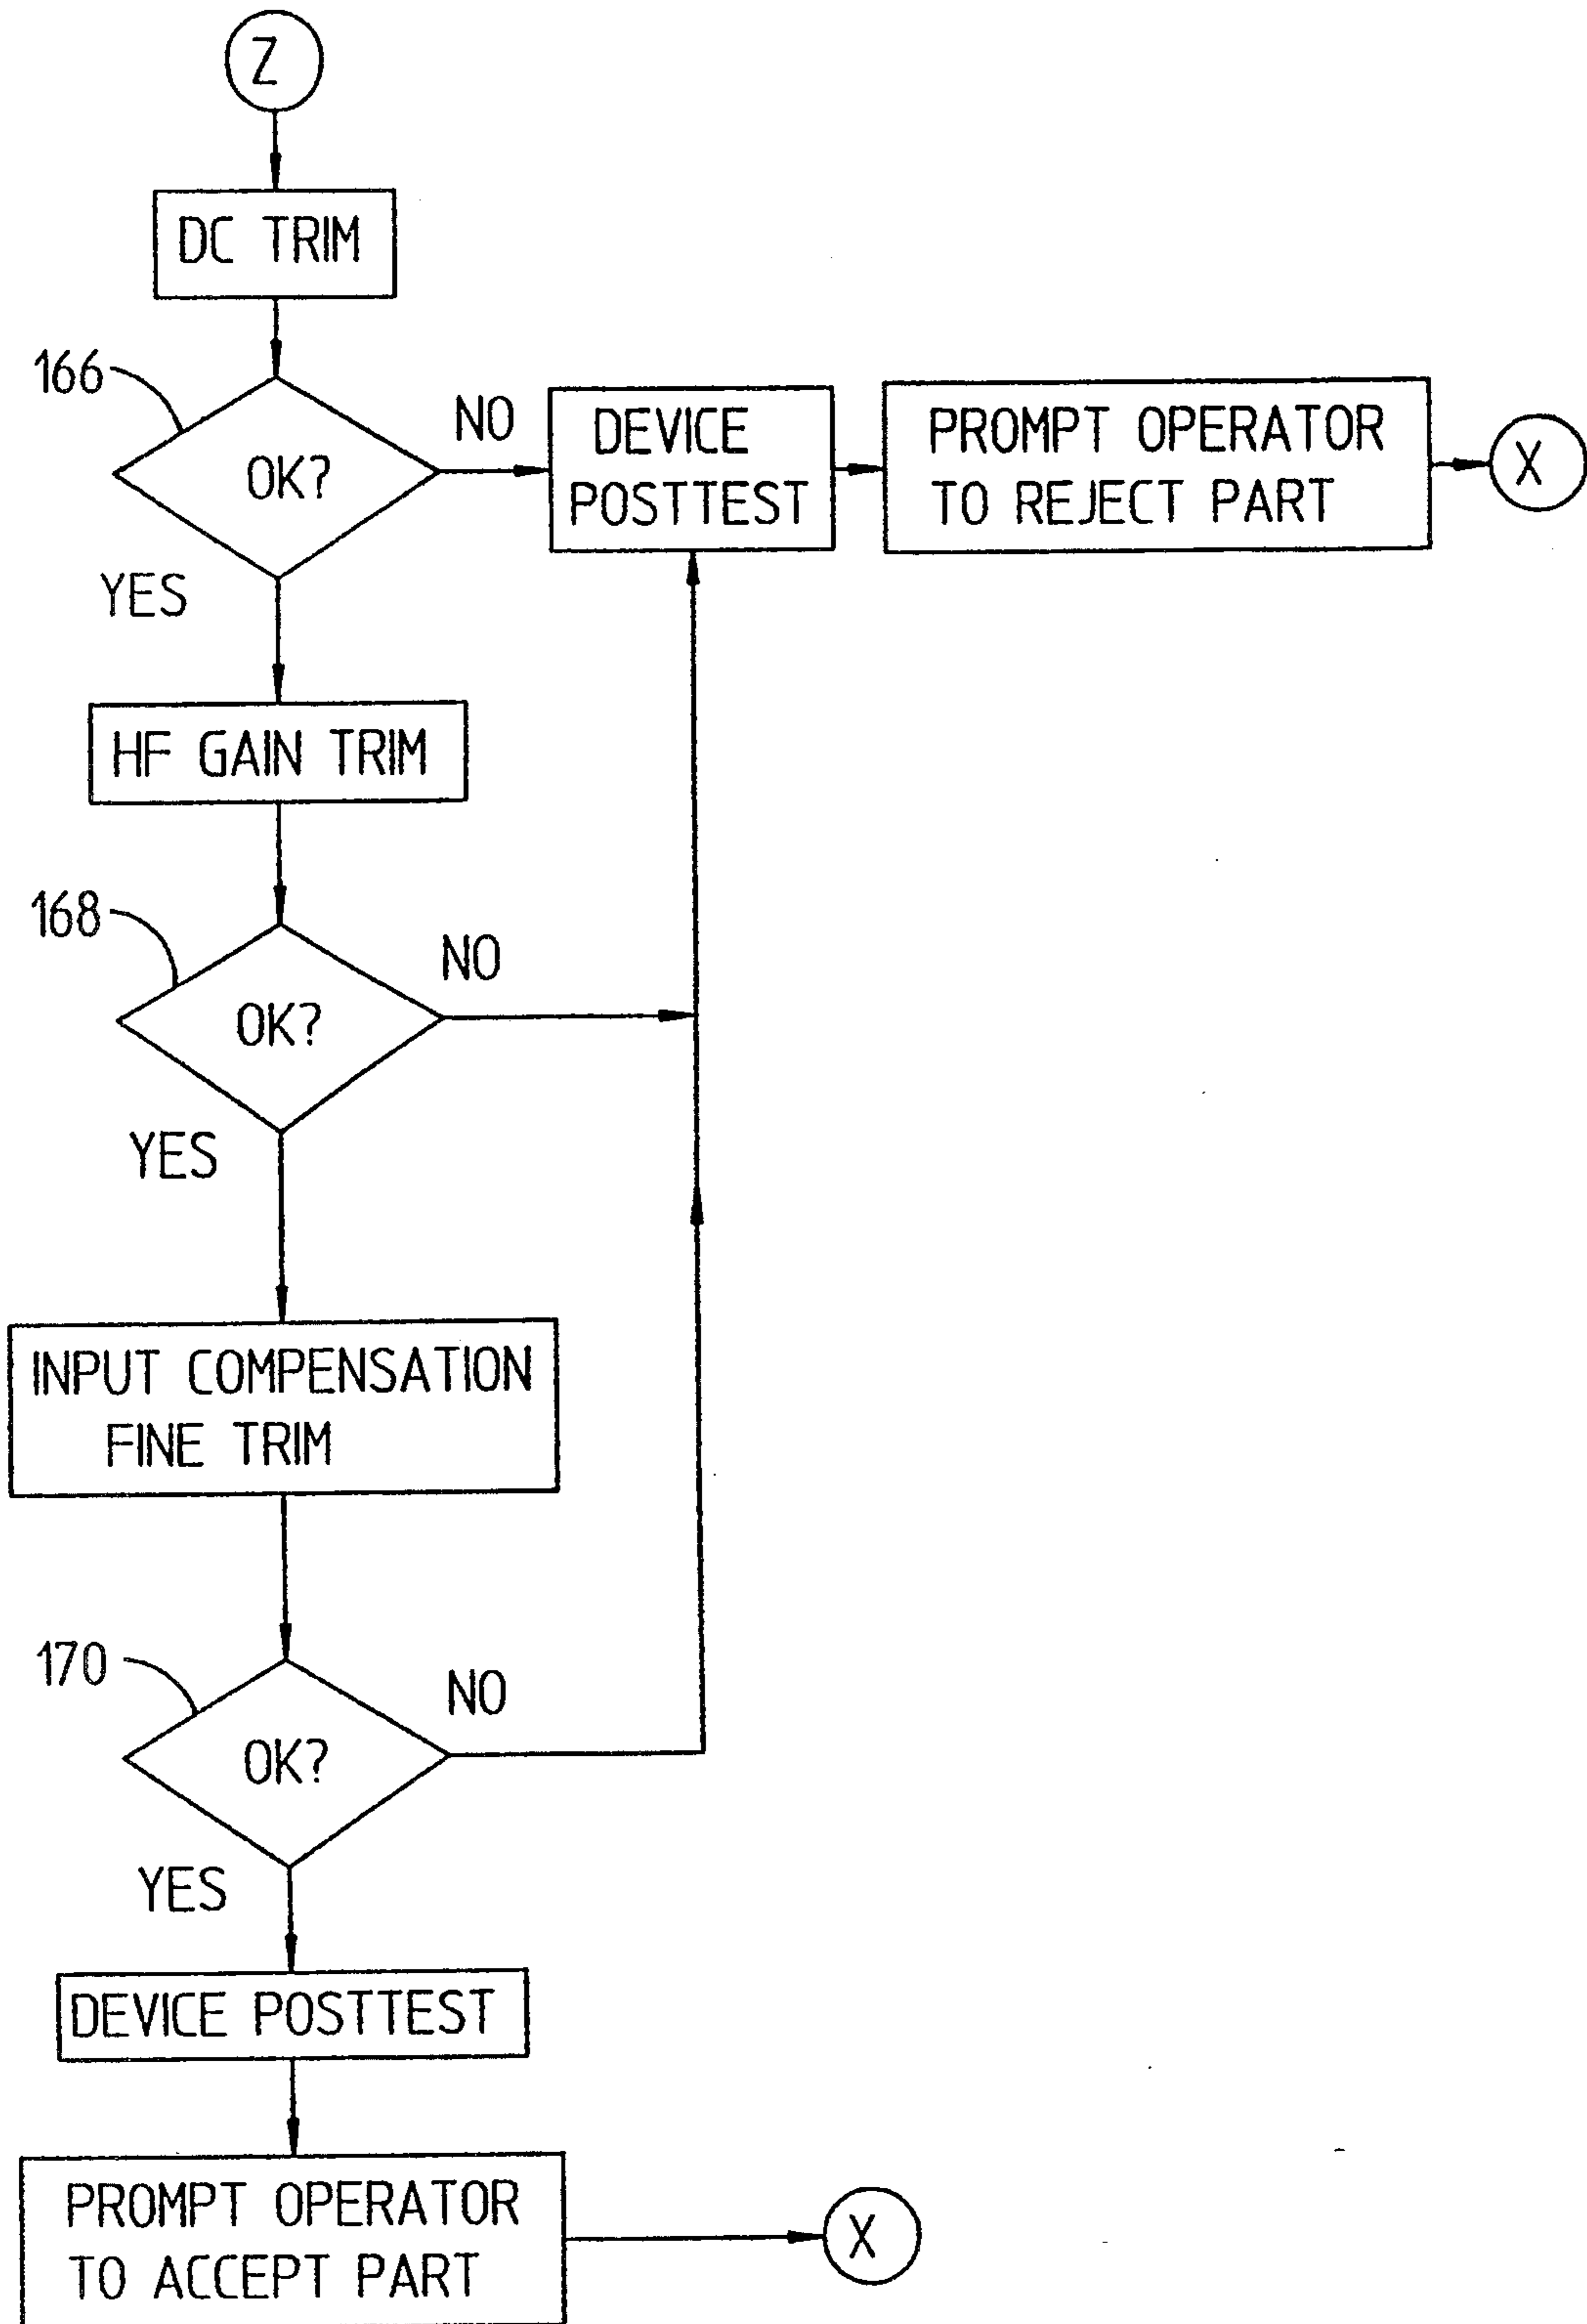 Z
DC TRIM
166
OK?
NO
DEVICE
POSTTEST
PROMPT OPERATOR
TO REJECT PART
X
YES
HF GAIN TRIM
168
OK?
NO
YES
INPUT COMPENSATION
FINE TRIM
170
OK?
NO
YES
DEVICE POSTTEST
PROMPT OPERATOR
TO ACCEPT PART
X